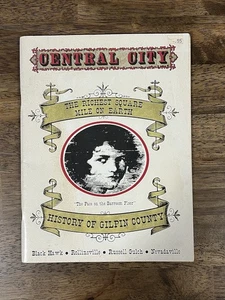 CENTRAL CITY
THE RICHEST SQUARE
MILE ON EARTH
"The Face on the Barroom Floor"
HISTORY OF GILPIN COUNTY
Black Hawk • Rollinsville • Russell Gulch • Nevadaville